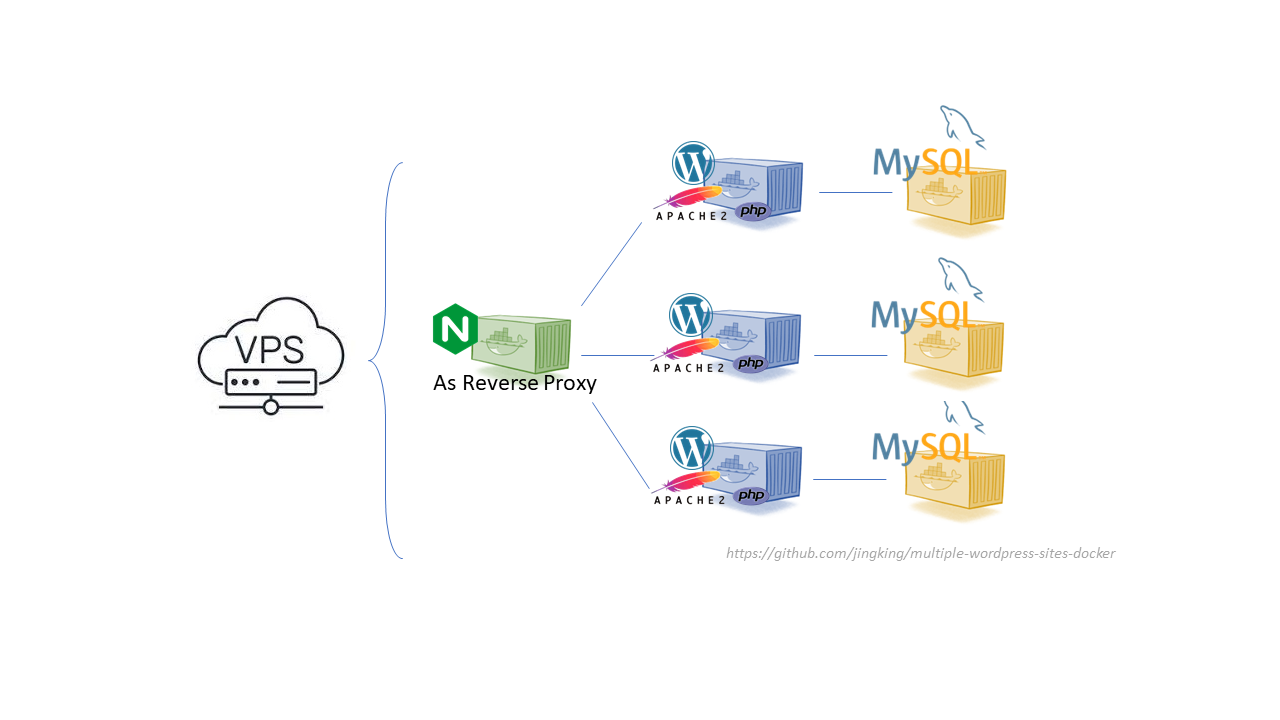 VPS
As Reverse Proxy
APACHE2
php
MySQL
APACHE2
php
MySQL
APACHE2
php
MySQL
https://github.com/jingking/multiple-wordpress-sites-docker